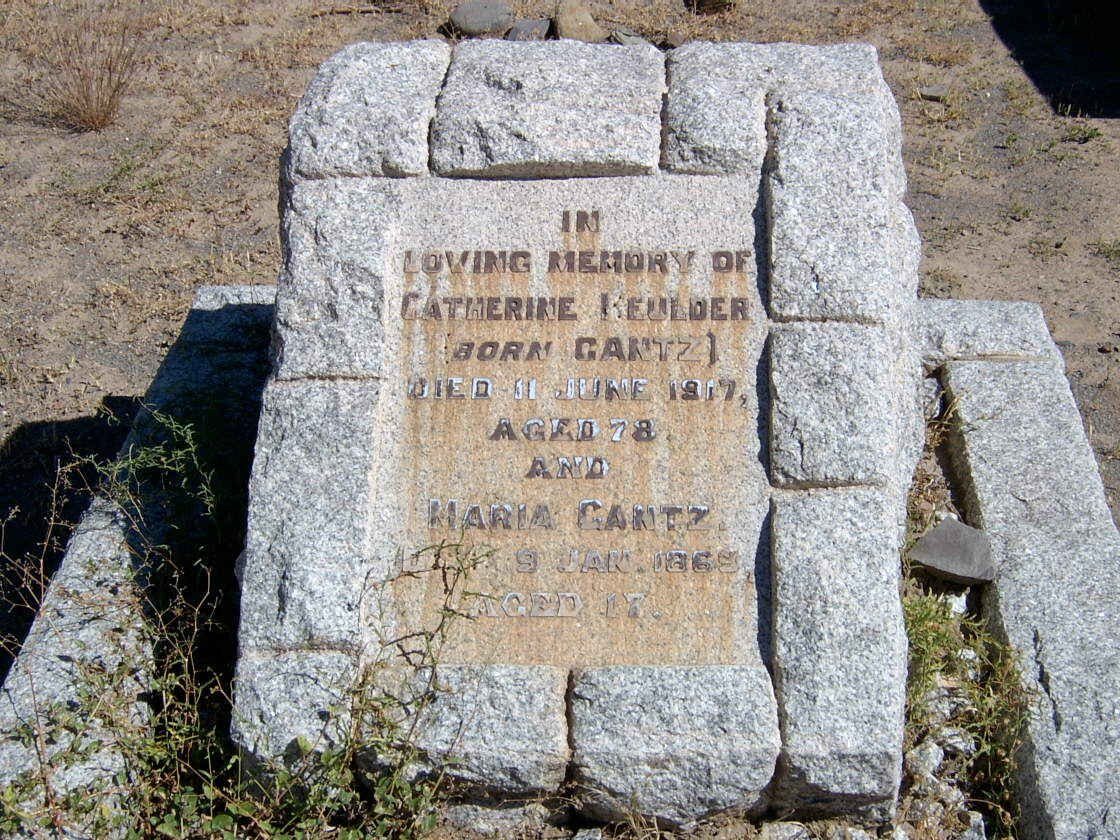 IN
LOVING MEMORY OF
CATHERINE KEULDER
(BORN GANTZ)
DIED 11 JUNE 1917,
AGED 78.
AND
MARIA GANTZ.
DIED 9 JAN. 1869,
AGED 17.